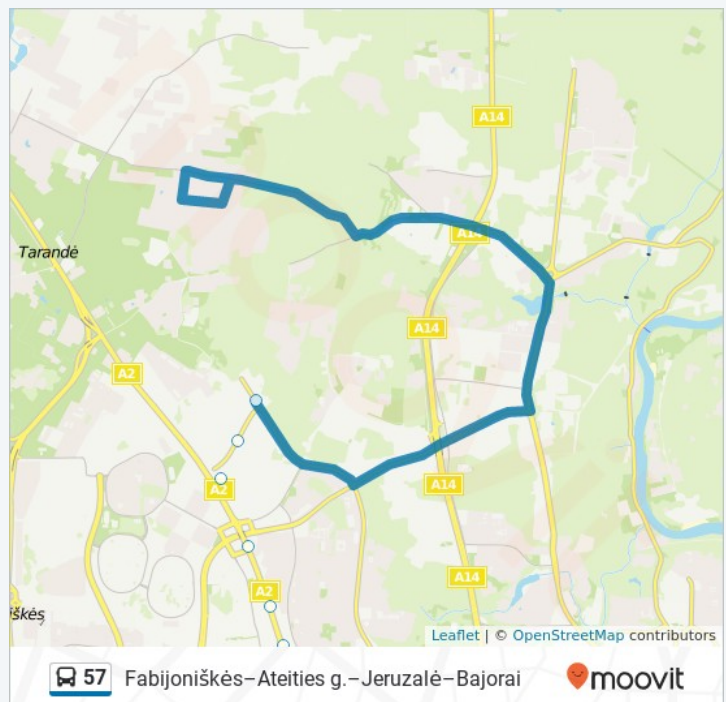 A14
A14
Tarandė
A14
A2
A2
A14
A14
A2
iškės
Leaflet | © OpenStreetMap contributors
57 Fabijoniškės–Ateities g.–Jeruzalė–Bajorai moovit